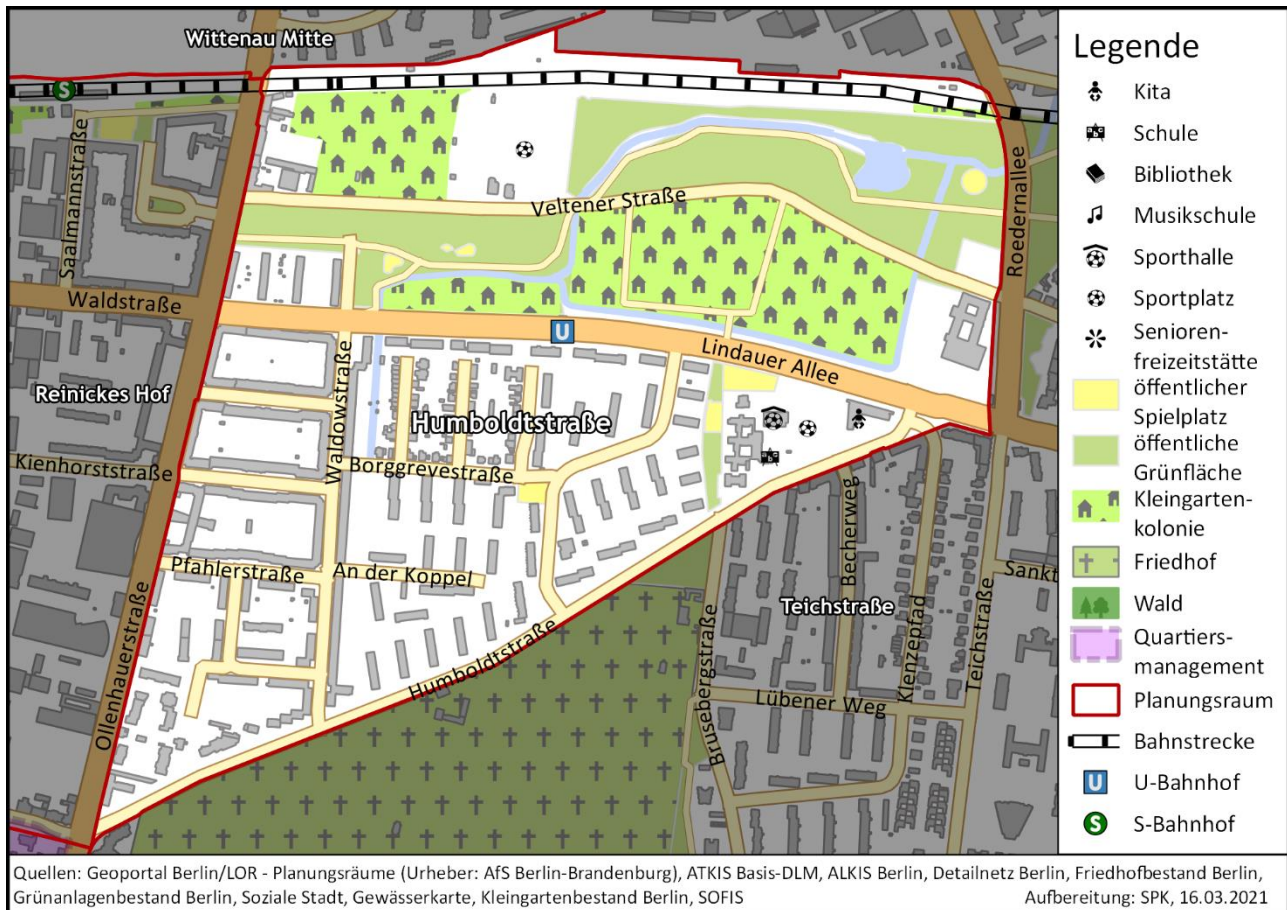 Wittenau Mitte
S
Saalmannstraße
Veltener Straße
Roedernallee
Waldstraße
U
Lindauer Allee
Reinickes Hof
Waldowstraße
Humboldtstraße
Kienhorststraße
Borggrevestraße
Pfahlerstraße
An der Koppel
Becherweg
Klenzepfad
Sankt
Teichstraße
Teichstraße
Ollenhauerstraße
Humboldtstraße
Brusebergstraße
Lübener Weg
Legende
Kita
Schule
Bibliothek
Musikschule
Sporthalle
Sportplatz
Senioren-
freizeitstätte
öffentlicher
Spielplatz
öffentliche
Grünfläche
Kleingarten-
kolonie
Friedhof
Wald
Quartiers-
management
Planungsraum
Bahnstrecke
U U-Bahnhof
S S-Bahnhof
Quellen: Geoportal Berlin/LOR - Planungsräume (Urheber: AfS Berlin-Brandenburg), ATKIS Basis-DLM, ALKIS Berlin, Detailnetz Berlin, Friedhofbestand Berlin,
Grünanlagenbestand Berlin, Soziale Stadt, Gewässerkarte, Kleingartenbestand Berlin, SOFIS Aufbereitung: SPK, 16.03.2021